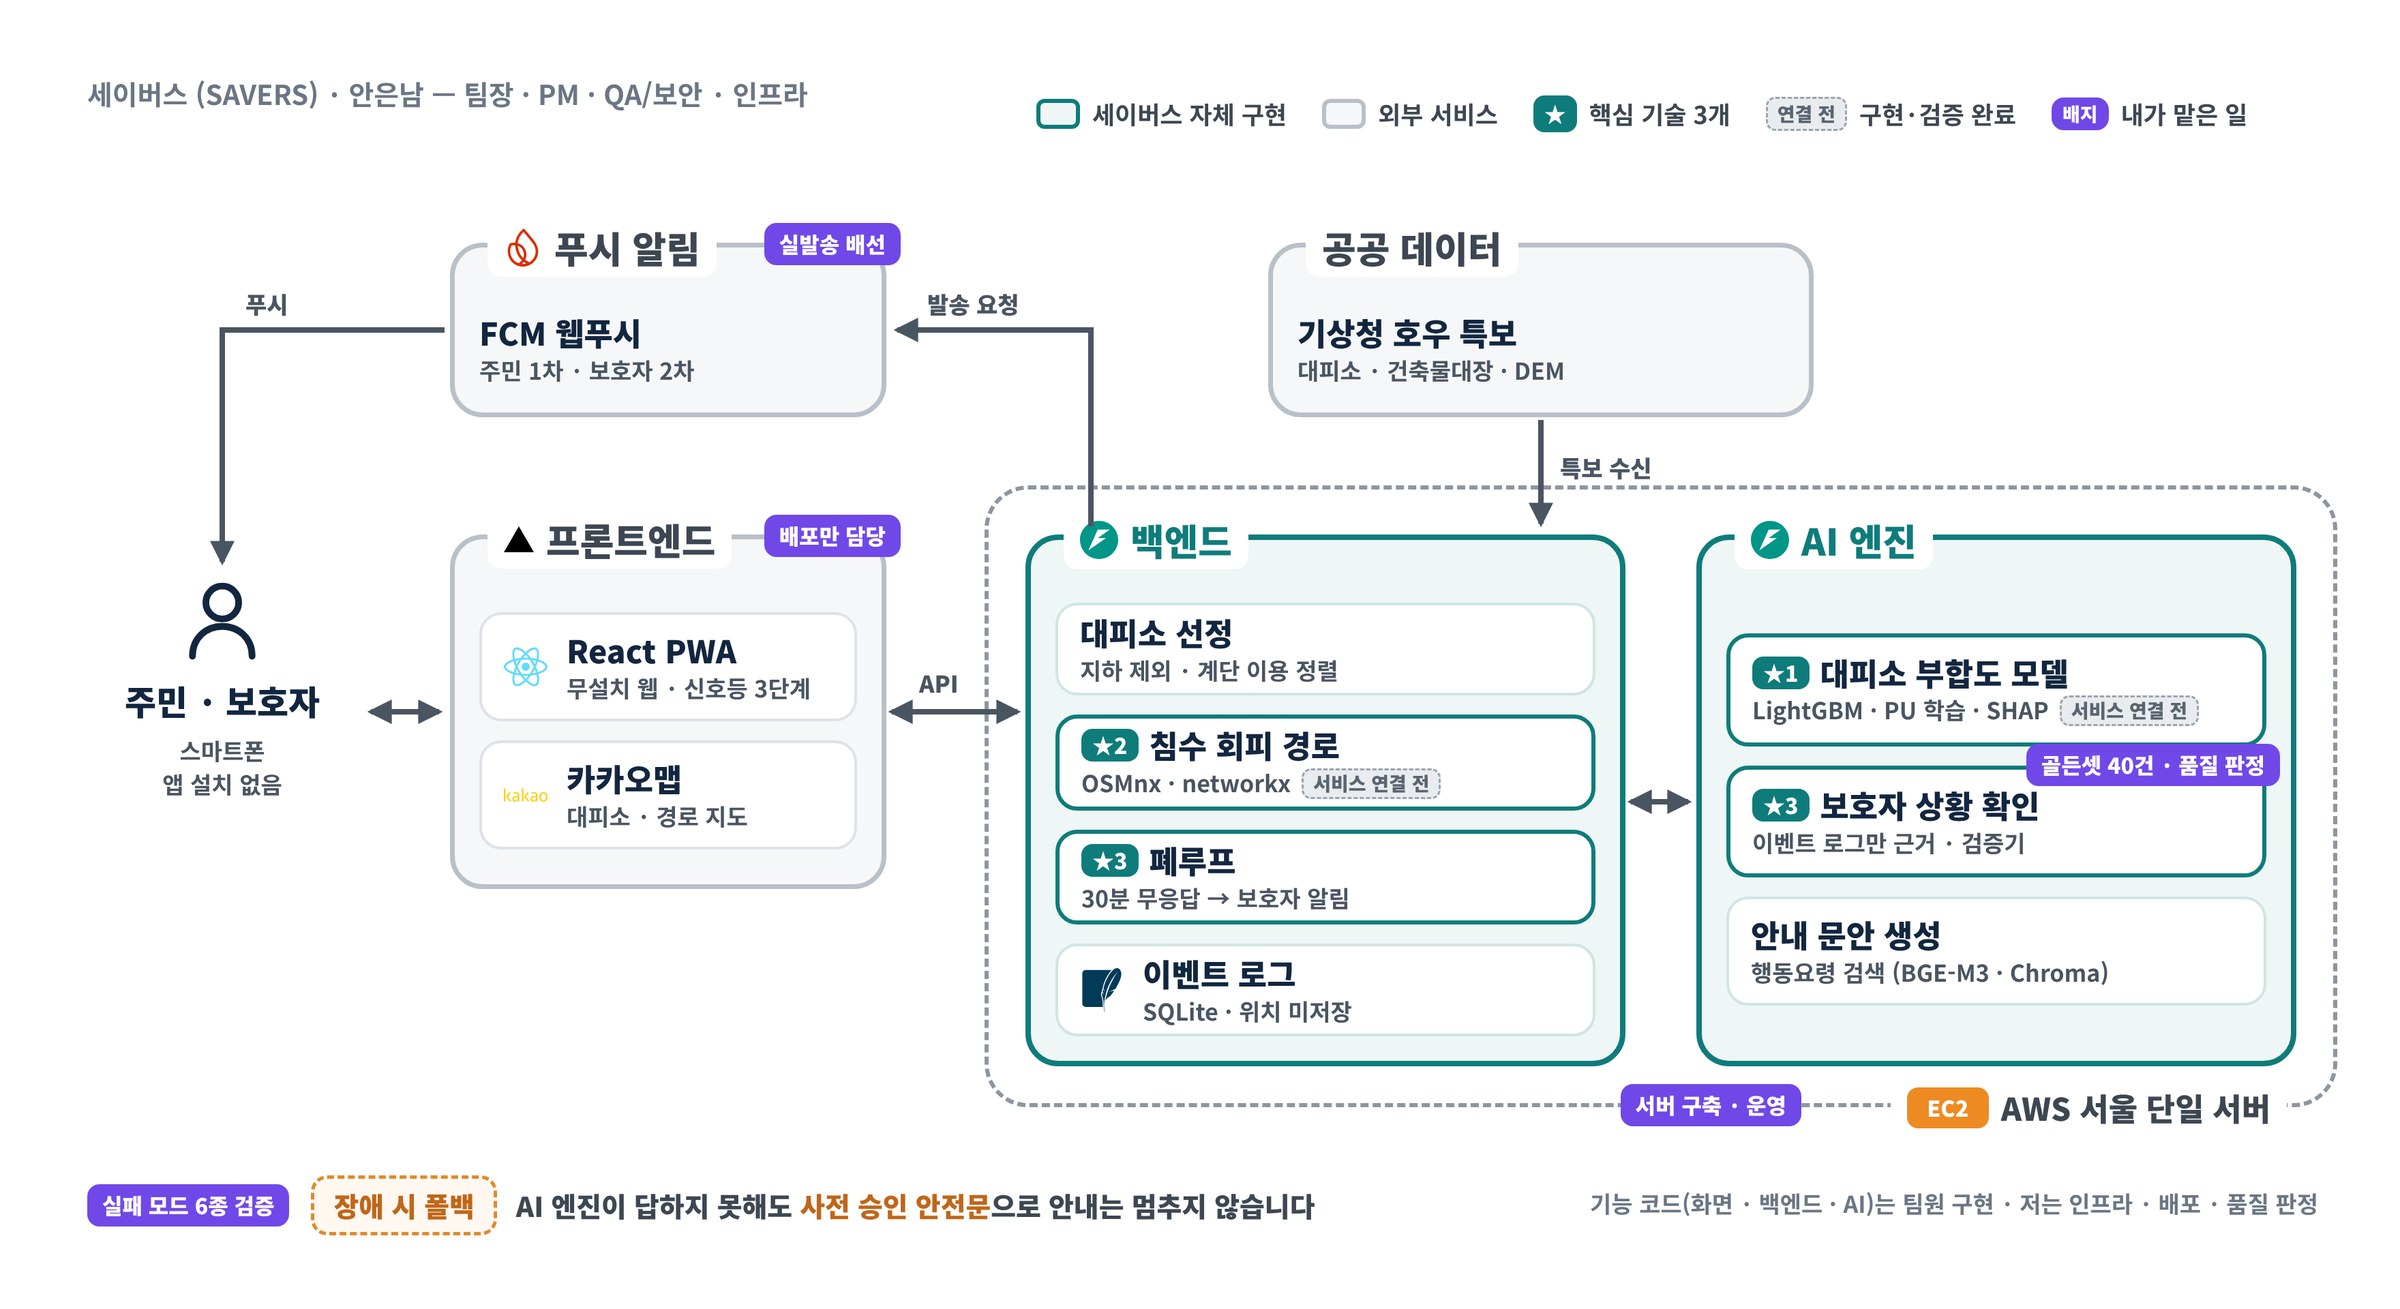 세이버스 (SAVERS) · 안은남 — 팀장 · PM · QA/보안 · 인프라
세이버스 자체 구현
외부 서비스
★ 핵심 기술 3개
연결 전 구현·검증 완료
배지 내가 맡은 일
푸시 알림
실발송 배선
FCM 웹푸시
주민 1차 · 보호자 2차
공공 데이터
기상청 호우 특보
대피소 · 건축물대장 · DEM
푸시
발송 요청
특보 수신
주민 · 보호자
스마트폰
앱 설치 없음
프론트엔드
배포만 담당
React PWA
무설치 웹 · 신호등 3단계
kakao
카카오맵
대피소 · 경로 지도
API
백엔드
대피소 선정
지하 제외 · 계단 이용 정렬
★2 침수 회피 경로
OSMnx · networkx 서비스 연결 전
★3 폐루프
30분 무응답 → 보호자 알림
이벤트 로그
SQLite · 위치 미저장
AI 엔진
★1 대피소 부합도 모델
LightGBM · PU 학습 · SHAP 서비스 연결 전
골든셋 40건 · 품질 판정
★3 보호자 상황 확인
이벤트 로그만 근거 · 검증기
안내 문안 생성
행동요령 검색 (BGE-M3 · Chroma)
서버 구축 · 운영
EC2 AWS 서울 단일 서버
실패 모드 6종 검증
장애 시 폴백
AI 엔진이 답하지 못해도 사전 승인 안전문으로 안내는 멈추지 않습니다
기능 코드(화면 · 백엔드 · AI)는 팀원 구현 · 저는 인프라 · 배포 · 품질 판정